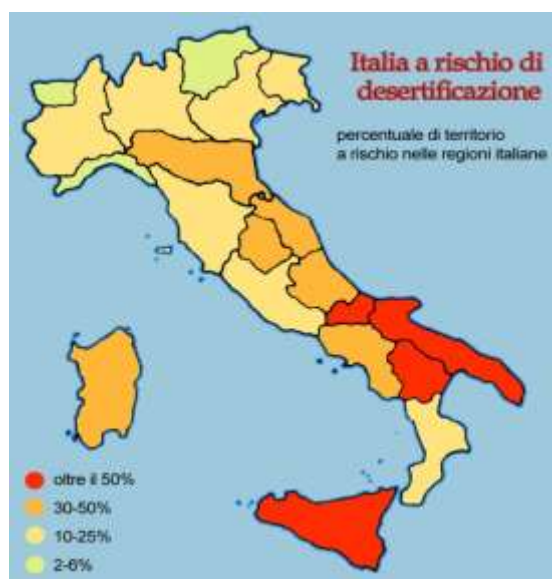 Italia a rischio di
desertificazione
percentuale di territorio
a rischio nelle regioni italiane
oltre il 50%
30-50%
10-25%
2-6%